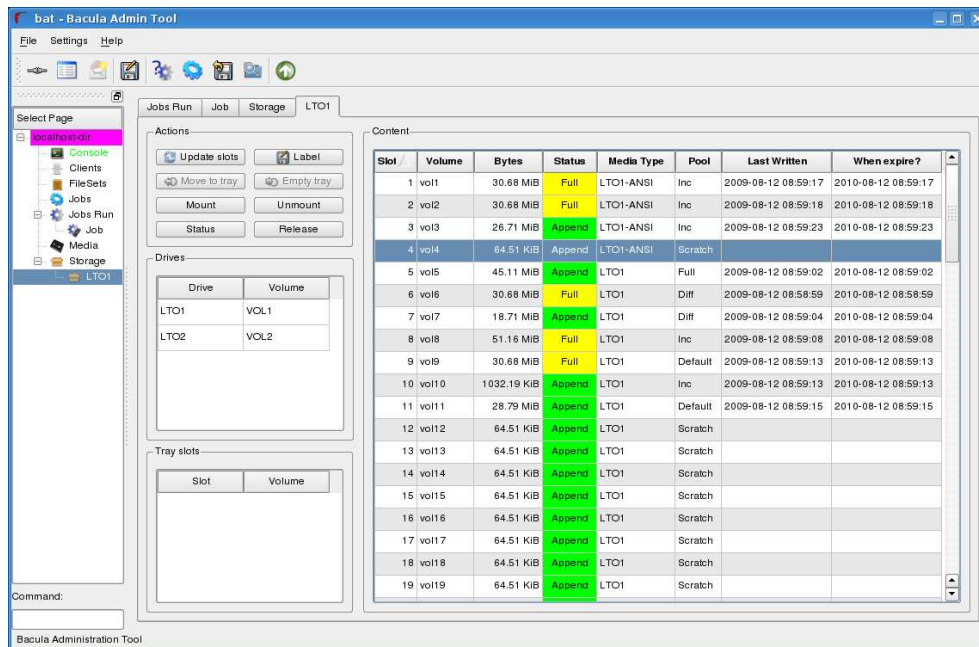 bat - Bacula Admin Tool
File Settings Help
Select Page
localhost-dir
Console
Clients
FileSets
Jobs
Jobs Run
Job
Media
Storage
LTO1
Command:
Bacula Administration Tool
Jobs Run Job Storage LTO1
Actions
Update slots Label
Move to tray Empty tray
Mount Unmount
Status Release
Drives
Drive Volume
LTO1 VOL1
LTO2 VOL2
Tray slots
Slot Volume
Content
Slot Volume Bytes Status Media Type Pool Last Written When expire?
1 vol1 30.68 MiB Full LTO1-ANSI Inc 2009-08-12 08:59:17 2010-08-12 08:59:17
2 vol2 30.68 MiB Full LTO1-ANSI Inc 2009-08-12 08:59:18 2010-08-12 08:59:18
3 vol3 26.71 MiB Append LTO1-ANSI Inc 2009-08-12 08:59:23 2010-08-12 08:59:23
4 vol4 64.51 KiB Append LTO1-ANSI Scratch
5 vol5 45.11 MiB Append LTO1 Full 2009-08-12 08:59:02 2010-08-12 08:59:02
6 vol6 30.68 MiB Full LTO1 Diff 2009-08-12 08:58:59 2010-08-12 08:58:59
7 vol7 18.71 MiB Append LTO1 Diff 2009-08-12 08:59:04 2010-08-12 08:59:04
8 vol8 51.16 MiB Full LTO1 Inc 2009-08-12 08:59:08 2010-08-12 08:59:08
9 vol9 30.68 MiB Full LTO1 Default 2009-08-12 08:59:13 2010-08-12 08:59:13
10 vol10 1032.19 KiB Append LTO1 Inc 2009-08-12 08:59:13 2010-08-12 08:59:13
11 vol11 28.79 MiB Append LTO1 Default 2009-08-12 08:59:15 2010-08-12 08:59:15
12 vol12 64.51 KiB Append LTO1 Scratch
13 vol13 64.51 KiB Append LTO1 Scratch
14 vol14 64.51 KiB Append LTO1 Scratch
15 vol15 64.51 KiB Append LTO1 Scratch
16 vol16 64.51 KiB Append LTO1 Scratch
17 vol17 64.51 KiB Append LTO1 Scratch
18 vol18 64.51 KiB Append LTO1 Scratch
19 vol19 64.51 KiB Append LTO1 Scratch